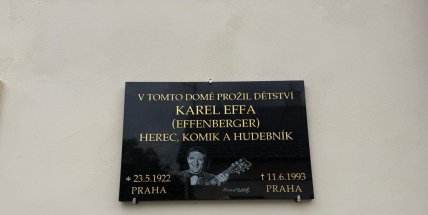 V TOMTO DOMĚ PROŽIL DĚTSTVÍ
KAREL EFFA
(EFFENBERGER)
HEREC, KOMIK A HUDEBNÍK
* 23.5.1922
PRAHA
† 11.6.1993
PRAHA